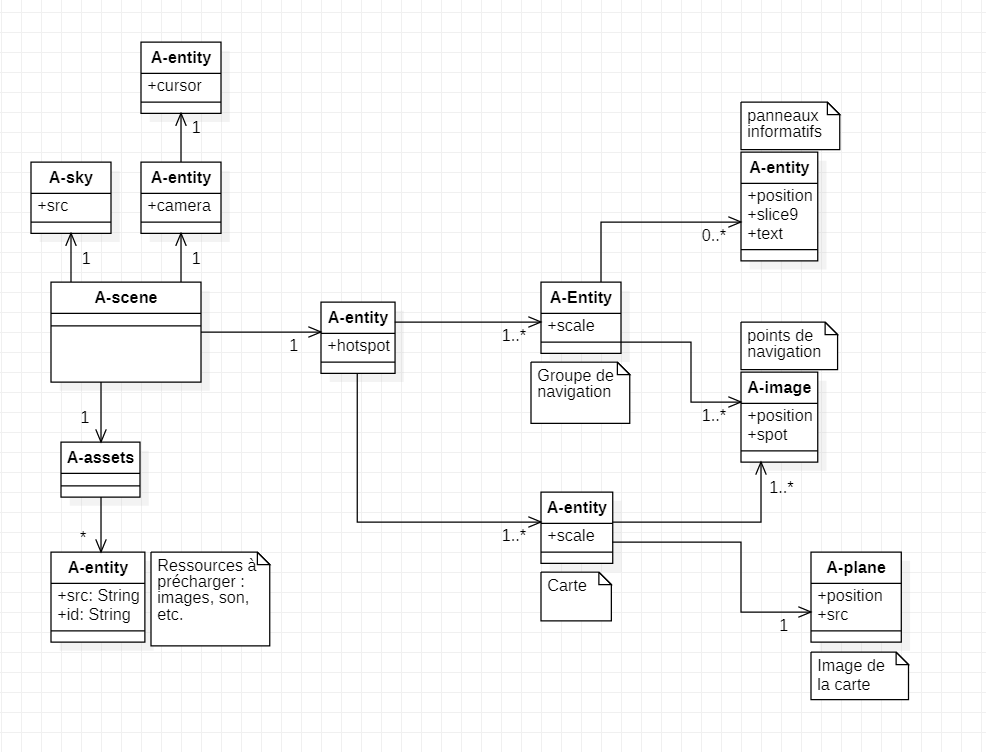 A-entity
+cursor
1
A-sky
+src
A-entity
+camera
1
1
A-scene
1
A-entity
+hotspot
1
A-assets
*
A-entity
+src: String
+id: String
Ressources à
précharger :
images, son,
etc.
1..*
A-Entity
+scale
Groupe de
navigation
0..*
panneaux
informatifs
A-entity
+position
+slice9
+text
1..*
points de
navigation
A-image
+position
+spot
1..*
1..*
A-entity
+scale
Carte
1
A-plane
+position
+src
Image de
la carte